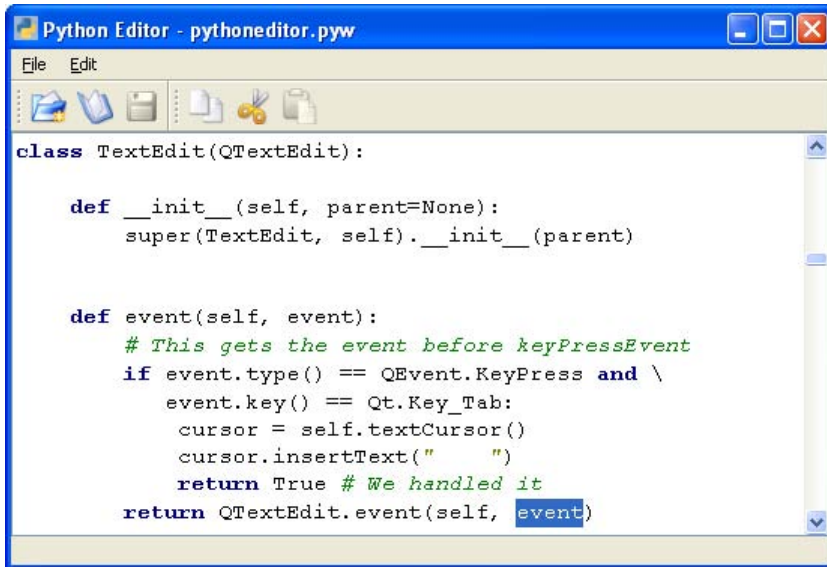 Python Editor - pythoneditor.pyw
File Edit
class TextEdit(QTextEdit):
    def __init__(self, parent=None):
        super(TextEdit, self).__init__(parent)
    def event(self, event):
        # This gets the event before keyPressEvent
        if event.type() == QEvent.KeyPress and \
           event.key() == Qt.Key_Tab:
            cursor = self.textCursor()
            cursor.insertText("    ")
            return True # We handled it
        return QTextEdit.event(self, event)